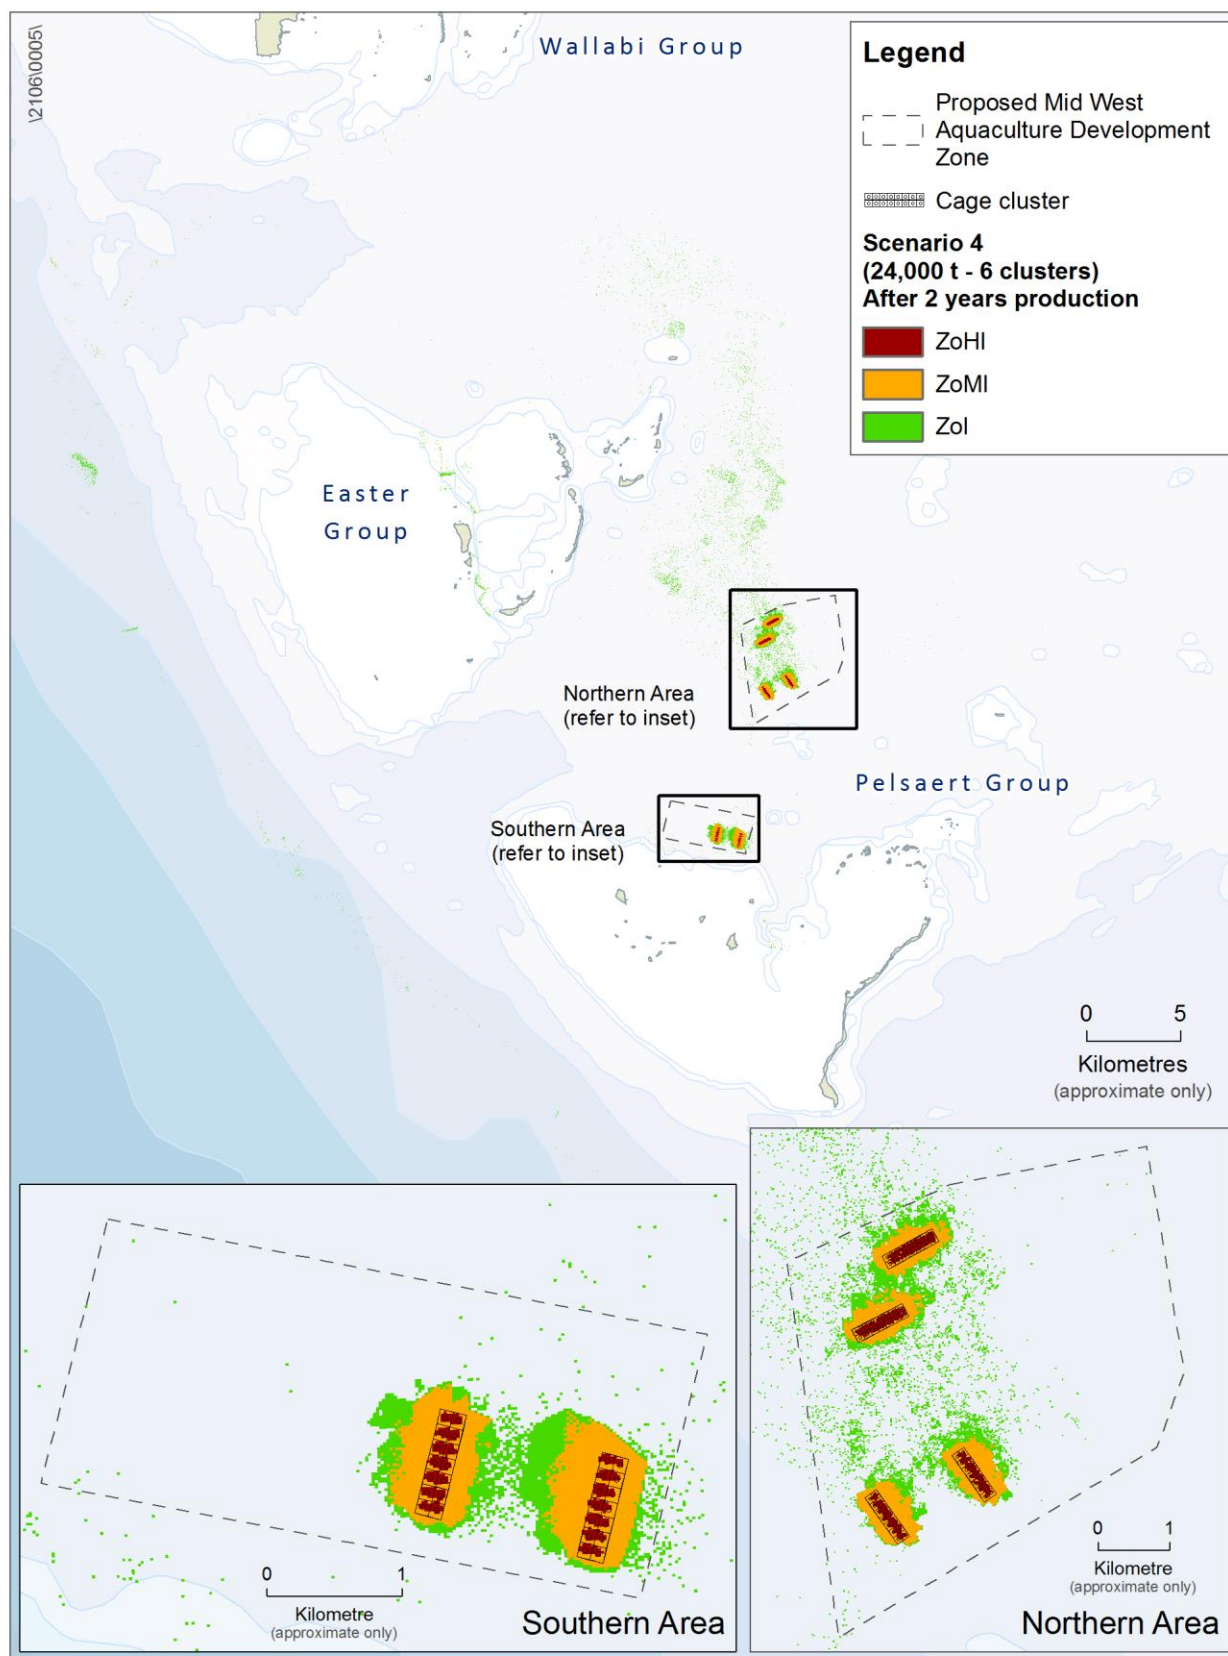 \2106\0005\
Wallabi Group
Legend
Proposed Mid West
Aquaculture Development
Zone
Cage cluster
Scenario 4
(24,000 t - 6 clusters)
After 2 years production
ZoHI
ZoMI
ZoI
Easter
Group
Northern Area
(refer to inset)
Pelsaert Group
Southern Area
(refer to inset)
0 5
Kilometres
(approximate only)
0 1
Kilometre
(approximate only)
Southern Area
0 1
Kilometre
(approximate only)
Northern Area